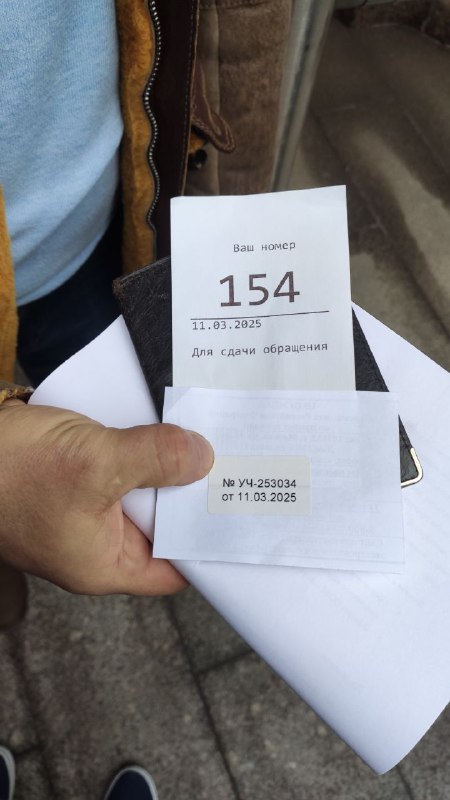 Ваш номер
154
11.03.2025
Для сдачи обращения
№ УЧ-253034
от 11.03.2025